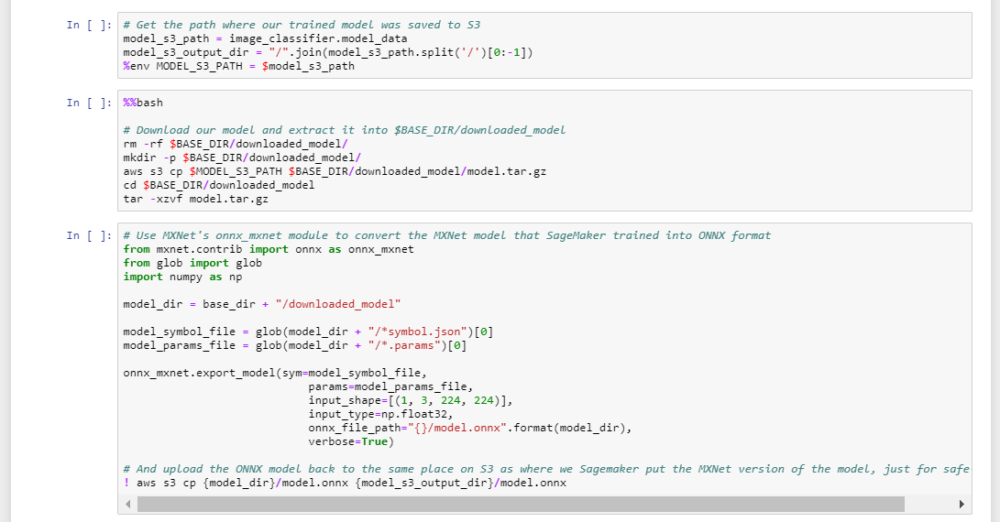 In [ ]: # Get the path where our trained model was saved to S3
model_s3_path = image_classifier.model_data
model_s3_output_dir = "/".join(model_s3_path.split('/')[0:-1])
%env MODEL_S3_PATH = $model_s3_path
In [ ]: %%bash
# Download our model and extract it into $BASE_DIR/downloaded_model
rm -rf $BASE_DIR/downloaded_model/
mkdir -p $BASE_DIR/downloaded_model/
aws s3 cp $MODEL_S3_PATH $BASE_DIR/downloaded_model/model.tar.gz
cd $BASE_DIR/downloaded_model
tar -xzvf model.tar.gz
In [ ]: # Use MXNet's onnx_mxnet module to convert the MXNet model that SageMaker trained into ONNX format
from mxnet.contrib import onnx as onnx_mxnet
from glob import glob
import numpy as np
model_dir = base_dir + "/downloaded_model"
model_symbol_file = glob(model_dir + "/*symbol.json")[0]
model_params_file = glob(model_dir + "/*.params")[0]
onnx_mxnet.export_model(sym=model_symbol_file,
params=model_params_file,
input_shape=[(1, 3, 224, 224)],
input_type=np.float32,
onnx_file_path="{}/model.onnx".format(model_dir),
verbose=True)
# And upload the ONNX model back to the same place on S3 as where we Sagemaker put the MXNet version of the model, just for safe
! aws s3 cp {model_dir}/model.onnx {model_s3_output_dir}/model.onnx